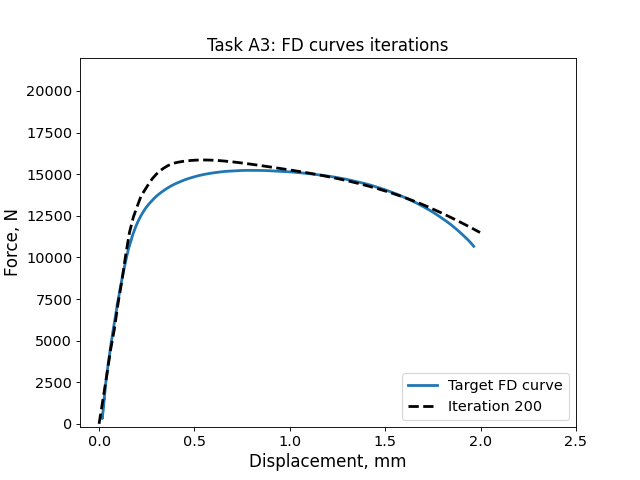 Task A3: FD curves iterations
Force, N
20000
17500
15000
12500
10000
7500
5000
2500
0
0.0 0.5 1.0 1.5 2.0 2.5
Displacement, mm
Target FD curve
Iteration 200